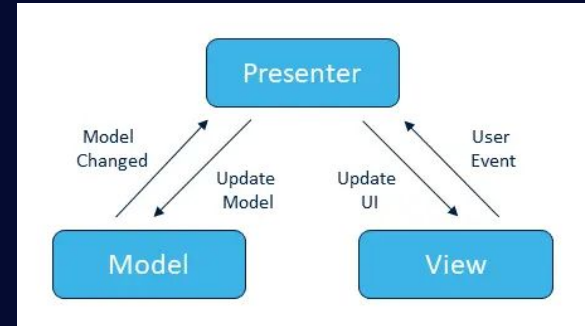 Presenter
Model
Changed
Update
Model
Update
UI
User
Event
Model
View